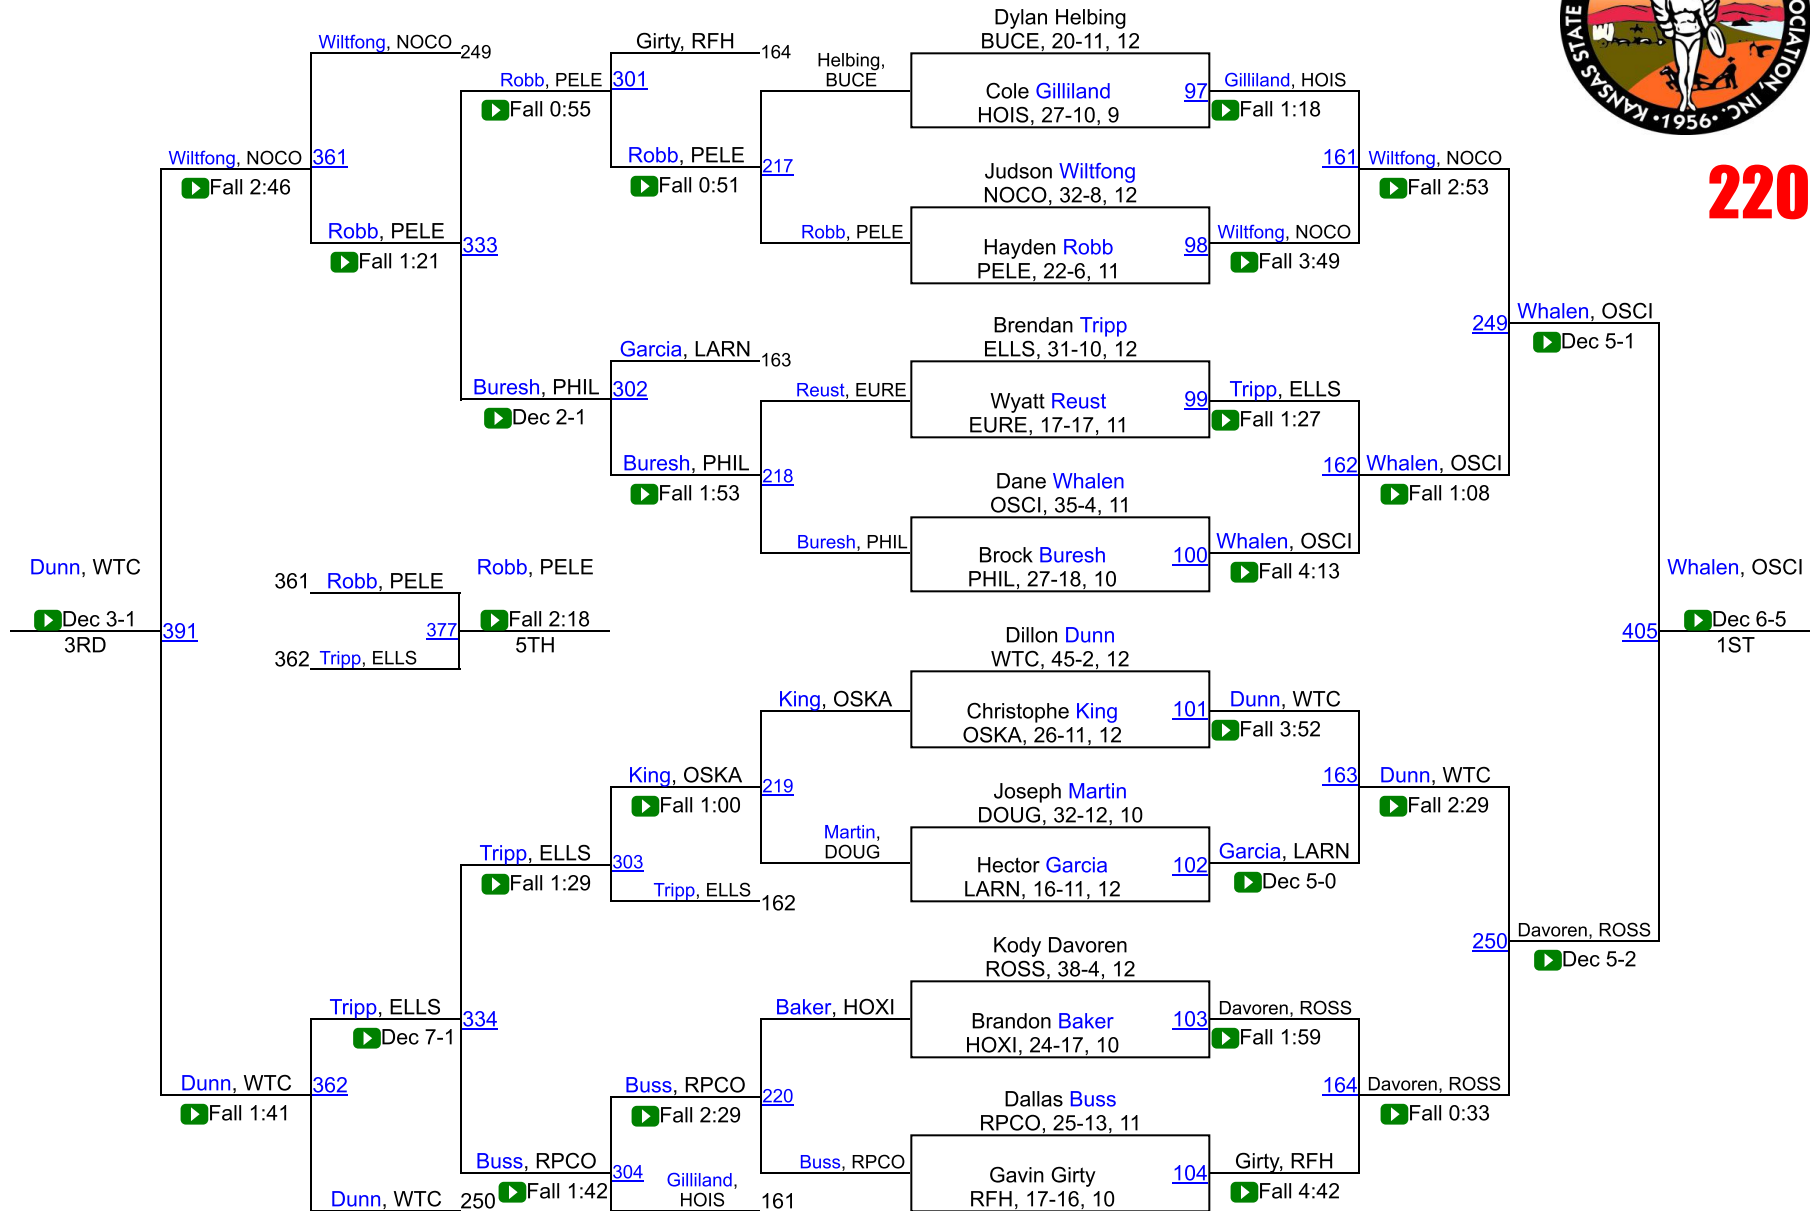 KANSAS STATE
OCIATION, INC.
•1956•
220
Dylan Helbing
BUCE, 20-11, 12
Cole Gilliland
HOIS, 27-10, 9
97
Judson Wiltfong
NOCO, 32-8, 12
Hayden Robb
PELE, 22-6, 11
98
Brendan Tripp
ELLS, 31-10, 12
Wyatt Reust
EURE, 17-17, 11
99
Dane Whalen
OSCI, 35-4, 11
Brock Buresh
PHIL, 27-18, 10
100
Dillon Dunn
WTC, 45-2, 12
Christophe King
OSKA, 26-11, 12
101
Joseph Martin
DOUG, 32-12, 10
Hector Garcia
LARN, 16-11, 12
102
Kody Davoren
ROSS, 38-4, 12
Brandon Baker
HOXI, 24-17, 10
103
Dallas Buss
RPCO, 25-13, 11
Gavin Girty
RFH, 17-16, 10
104
Gilliland, HOIS
Fall 1:18
Wiltfong, NOCO
Fall 3:49
Tripp, ELLS
Fall 1:27
Whalen, OSCI
Fall 4:13
Dunn, WTC
Fall 3:52
Garcia, LARN
Dec 5-0
Davoren, ROSS
Fall 1:59
Girty, RFH
Fall 4:42
161
Wiltfong, NOCO
Fall 2:53
162
Whalen, OSCI
Fall 1:08
163
Dunn, WTC
Fall 2:29
164
Davoren, ROSS
Fall 0:33
249
Whalen, OSCI
Dec 5-1
250
Davoren, ROSS
Dec 5-2
405
Whalen, OSCI
Dec 6-5
1ST
Helbing,
BUCE
Robb, PELE
217
Reust, EURE
Buresh, PHIL
218
King, OSKA
Martin,
DOUG
219
Baker, HOXI
Buss, RPCO
220
Girty, RFH
164
Robb, PELE
Fall 0:51
301
Garcia, LARN
163
Buresh, PHIL
Fall 1:53
302
King, OSKA
Fall 1:00
303
Tripp, ELLS
162
Buss, RPCO
Fall 2:29
304
Gilliland,
HOIS
161
Robb, PELE
Fall 0:55
333
Buresh, PHIL
Dec 2-1
Tripp, ELLS
Fall 1:29
334
Buss, RPCO
Fall 1:42
Wiltfong, NOCO
249
361
Robb, PELE
Fall 1:21
Tripp, ELLS
Dec 7-1
362
Dunn, WTC
250
Wiltfong, NOCO
Fall 2:46
Dunn, WTC
Fall 1:41
391
Dunn, WTC
Dec 3-1
3RD
361
Robb, PELE
362
Tripp, ELLS
377
Robb, PELE
Fall 2:18
5TH